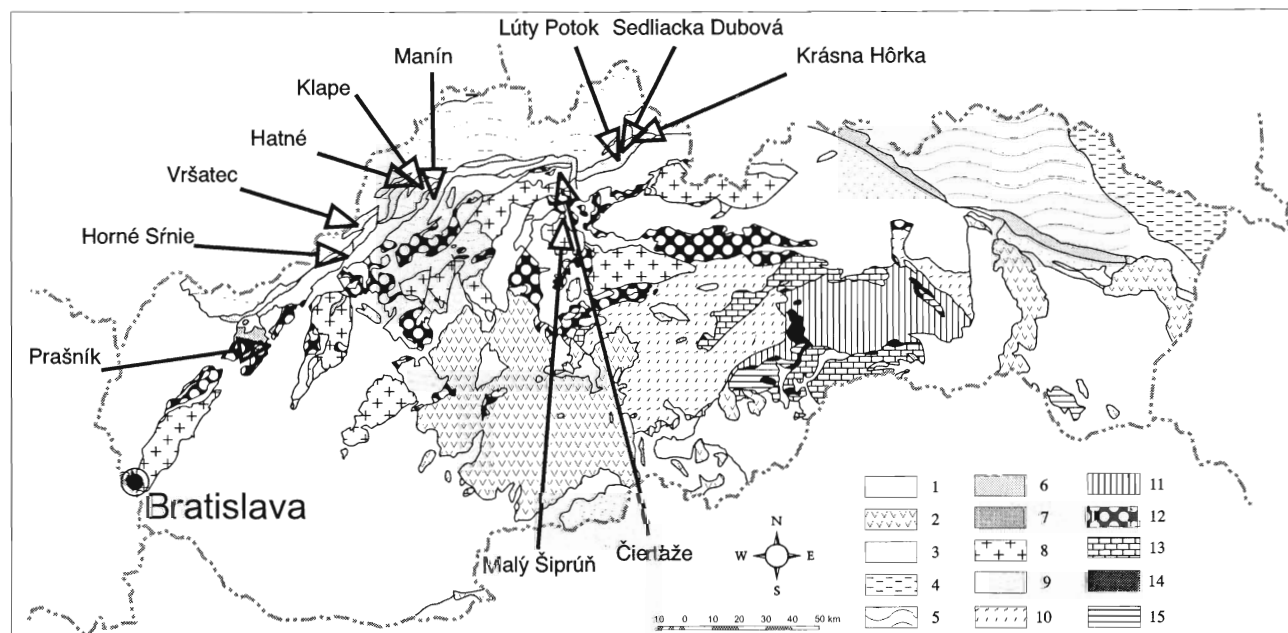 Lúty Potok Sedliacka Dubová
Manín
Krásna Hôrka
Klape
Hatné
Vršatec
Horné Sŕnie
Prašník
Bratislava
Malý Šiprúň
Čierťaže
N
W E
S
10 0 10 20 30 40 50 km
1 6 11
2 7 12
3 8 13
4 9 14
5 10 15